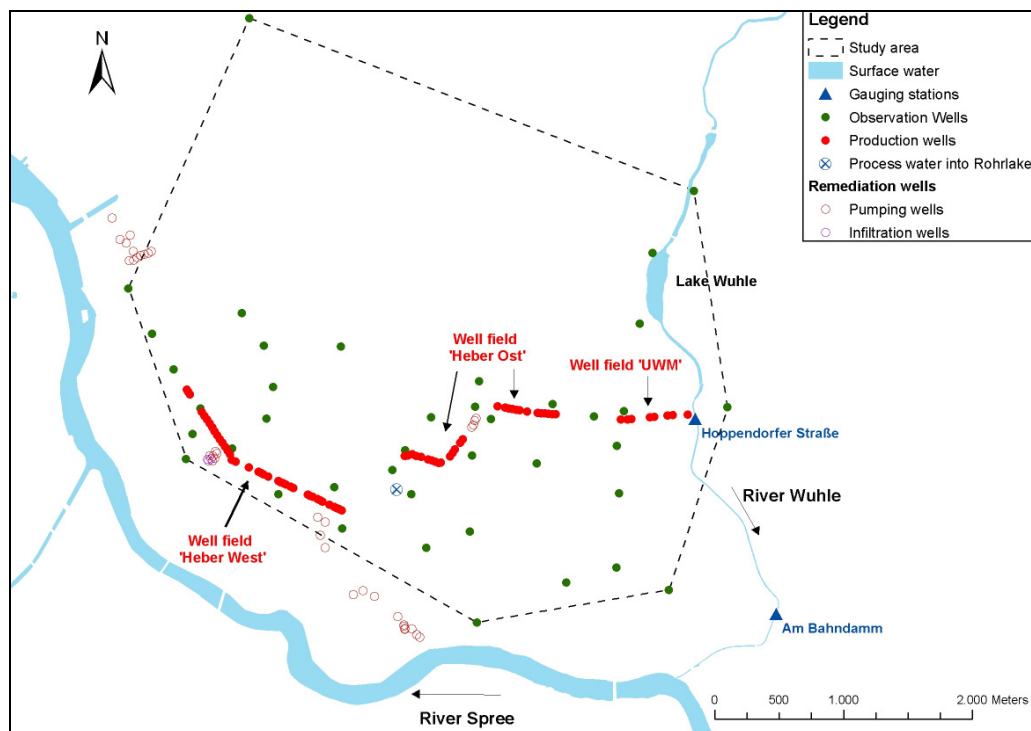 N
Legend
Study area
Surface water
Gauging stations
Observation Wells
Production wells
Process water into Rohrlake
Remediation wells
Pumping wells
Infiltration wells
Lake Wuhle
Well field
'Heber Ost'
Well field 'UWM'
Hoppendorfer Straße
River Wuhle
Well field
'Heber West'
Am Bahndamm
River Spree
0 500 1.000 2.000 Meters